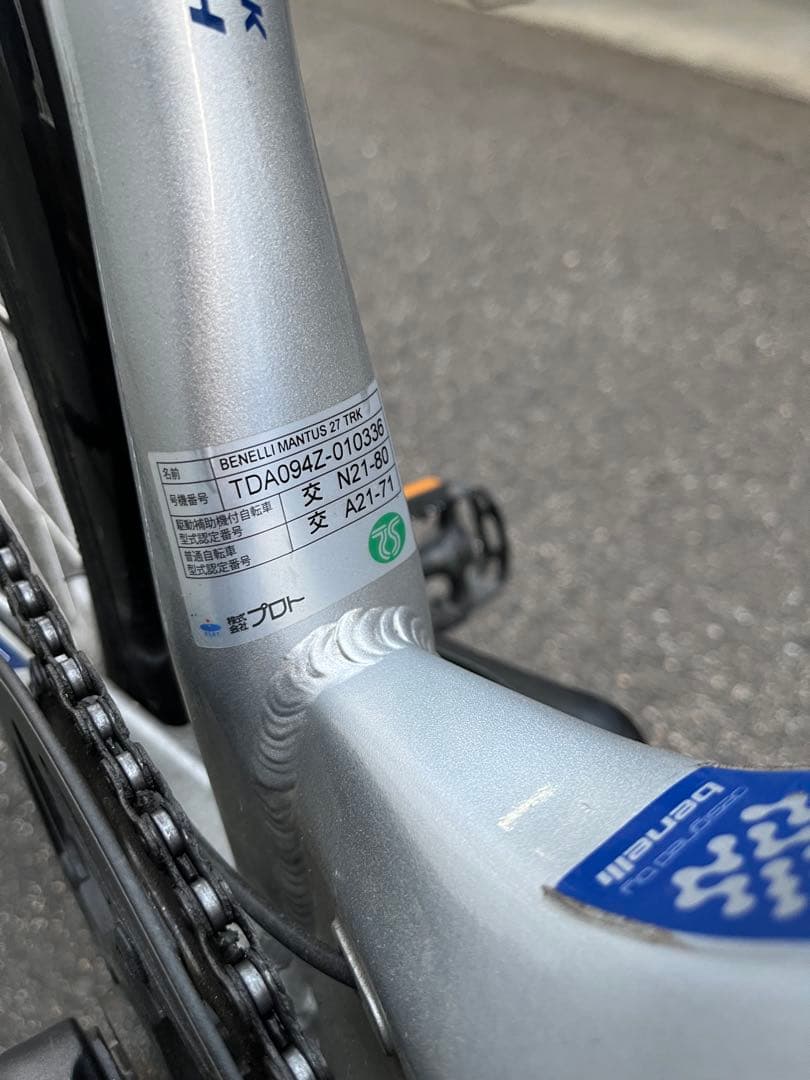 K
H
名前 BENELLI MANTUS 27 TRK
号機番号 TDA094Z-010336
駆動補助機付自転車
型式認定番号 交 N21-80
普通自転車
型式認定番号 交 A21-71
TS
株式
会社 プロト
benelli